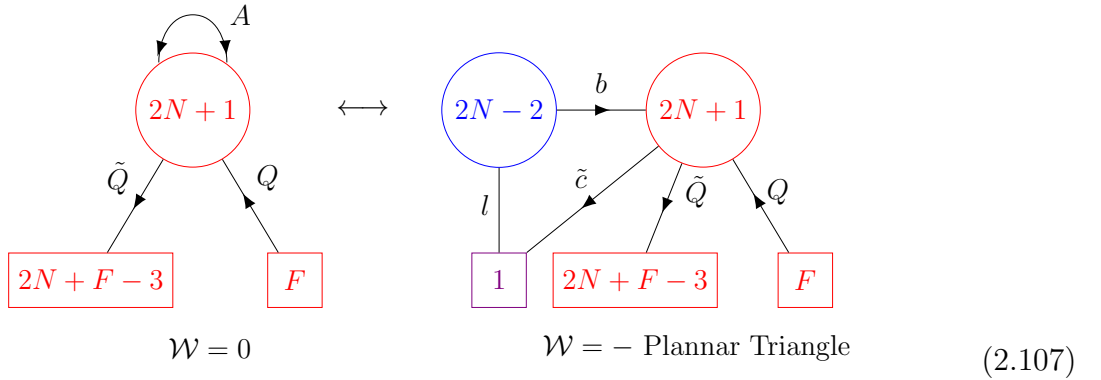 A
2N + 1 ⟷ 2N − 2 b 2N + 1
Q̃ Q l c̃ Q̃ Q
2N + F − 3 F 1 2N + F − 3 F
𝒲 = 0 𝒲 = − Plannar Triangle
(2.107)